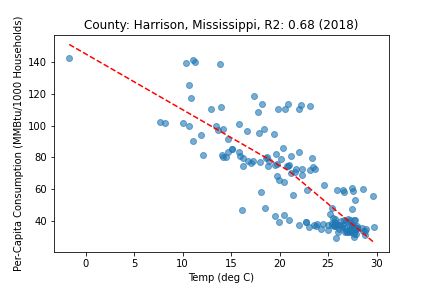 County: Harrison, Mississippi, R2: 0.68 (2018)
Per-Capita Consumption (MMBtu/1000 Households)
140
120
100
80
60
40
0 5 10 15 20 25 30
Temp (deg C)